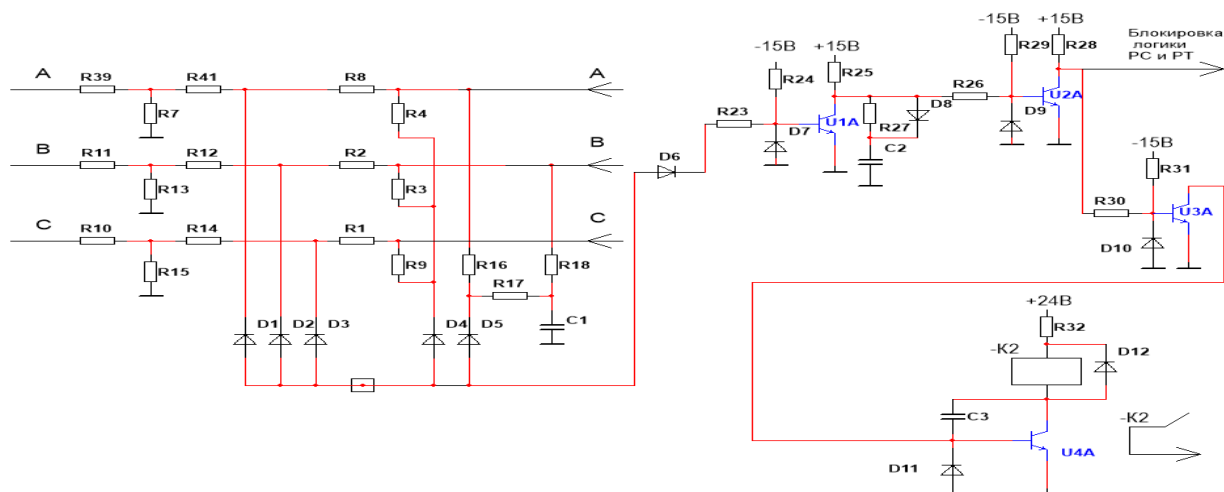 -15В
+15В
Блокировка
логики
РС и РТ
R29
R28
-15В
+15В
A
R39
R41
R8
A
R24
R25
R7
R4
R23
D7
U1A
R27
D8
R26
D9
U2A
C2
B
R11
R12
R2
B
D6
R13
R3
-15В
R31
C
R10
R14
R1
C
R30
U3A
D10
R15
R9
R16
R18
R17
D1
D2
D3
D4
D5
C1
+24В
R32
-К2
D12
C3
-К2
D11
U4A